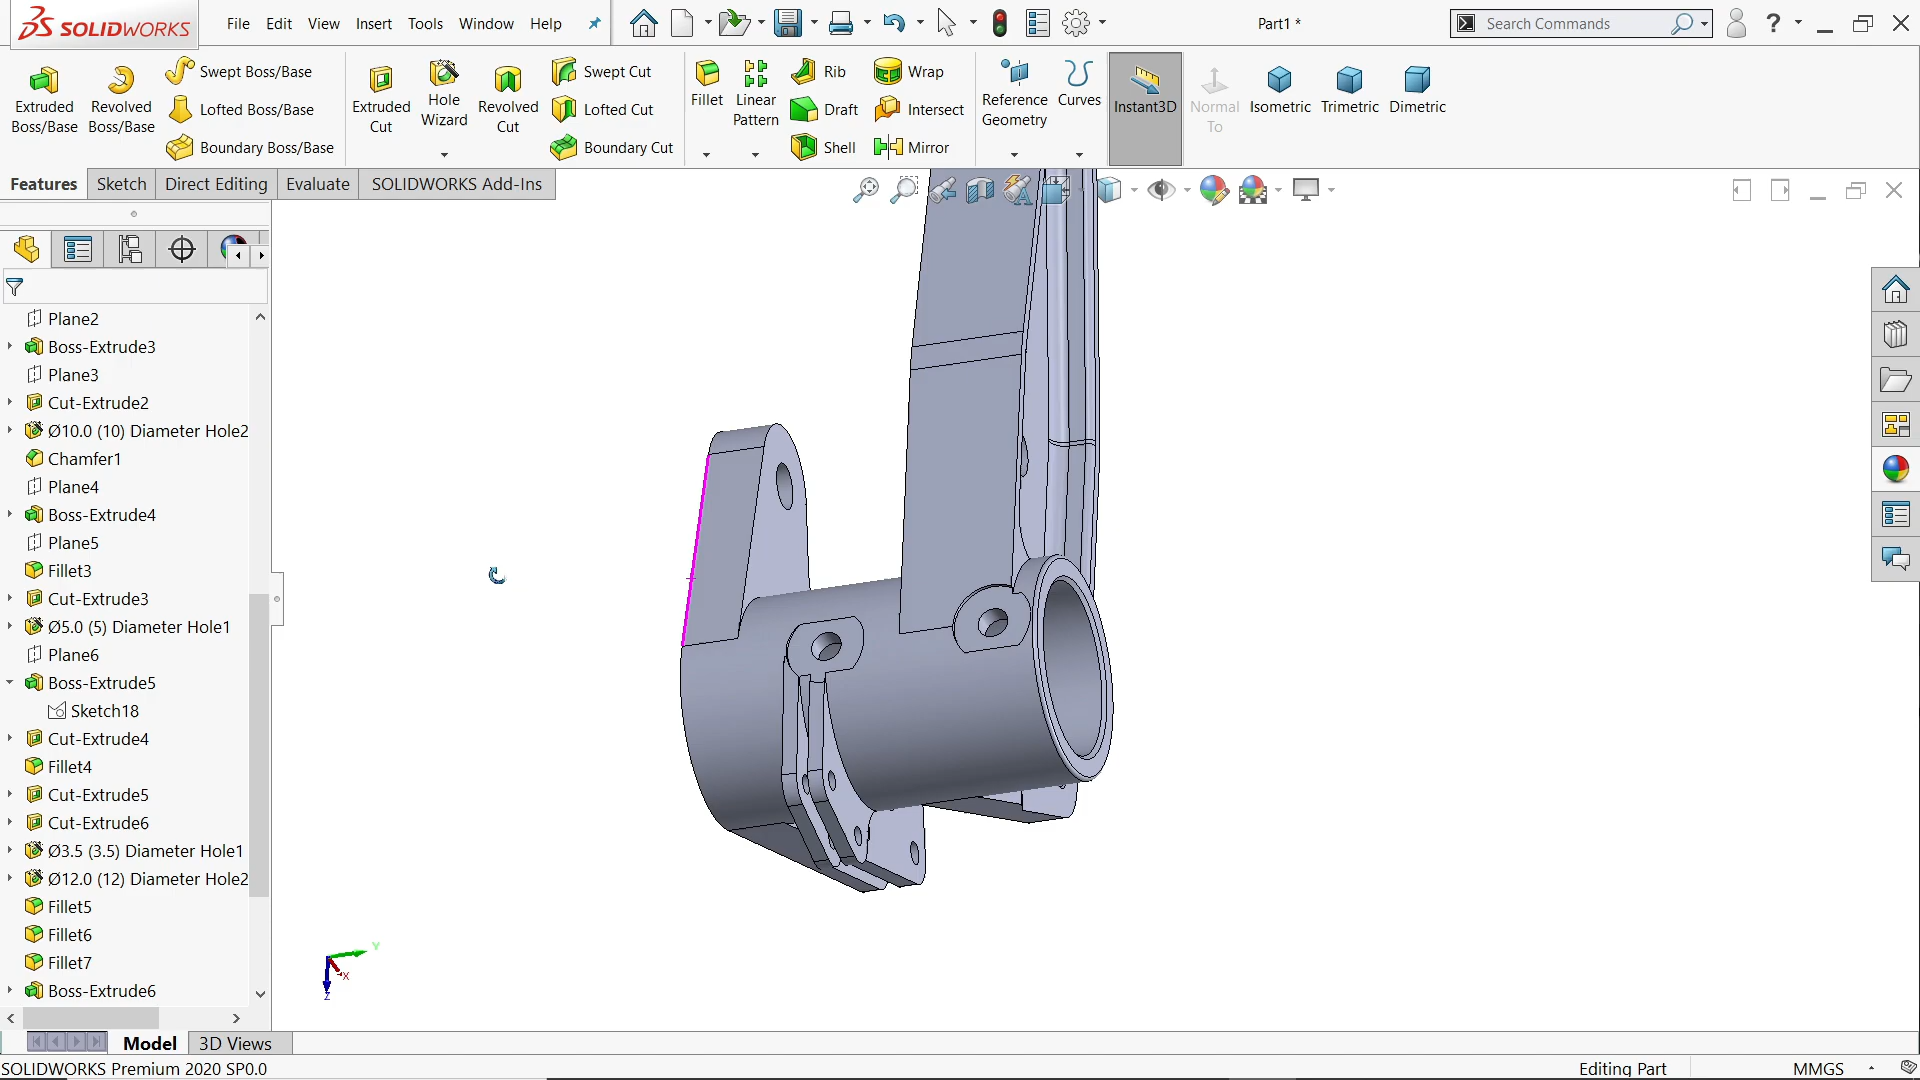 SOLIDWORKS File Edit View Insert Tools Window Help Part1 * Search Commands ?
Extruded Boss/Base
Revolved Boss/Base
Swept Boss/Base
Lofted Boss/Base
Boundary Boss/Base
Extruded Cut
Hole Wizard
Revolved Cut
Swept Cut
Lofted Cut
Boundary Cut
Fillet
Linear Pattern
Rib
Draft
Shell
Wrap
Intersect
Mirror
Reference Geometry
Curves
Instant3D
Normal To
Isometric
Trimetric
Dimetric
Features Sketch Direct Editing Evaluate SOLIDWORKS Add-Ins
Plane2
Boss-Extrude3
Plane3
Cut-Extrude2
Ø10.0 (10) Diameter Hole2
Chamfer1
Plane4
Boss-Extrude4
Plane5
Fillet3
Cut-Extrude3
Ø5.0 (5) Diameter Hole1
Plane6
Boss-Extrude5
Sketch18
Cut-Extrude4
Fillet4
Cut-Extrude5
Cut-Extrude6
Ø3.5 (3.5) Diameter Hole1
Ø12.0 (12) Diameter Hole2
Fillet5
Fillet6
Fillet7
Boss-Extrude6
Y
X
Z
Model 3D Views
SOLIDWORKS Premium 2020 SP0.0 Editing Part MMGS